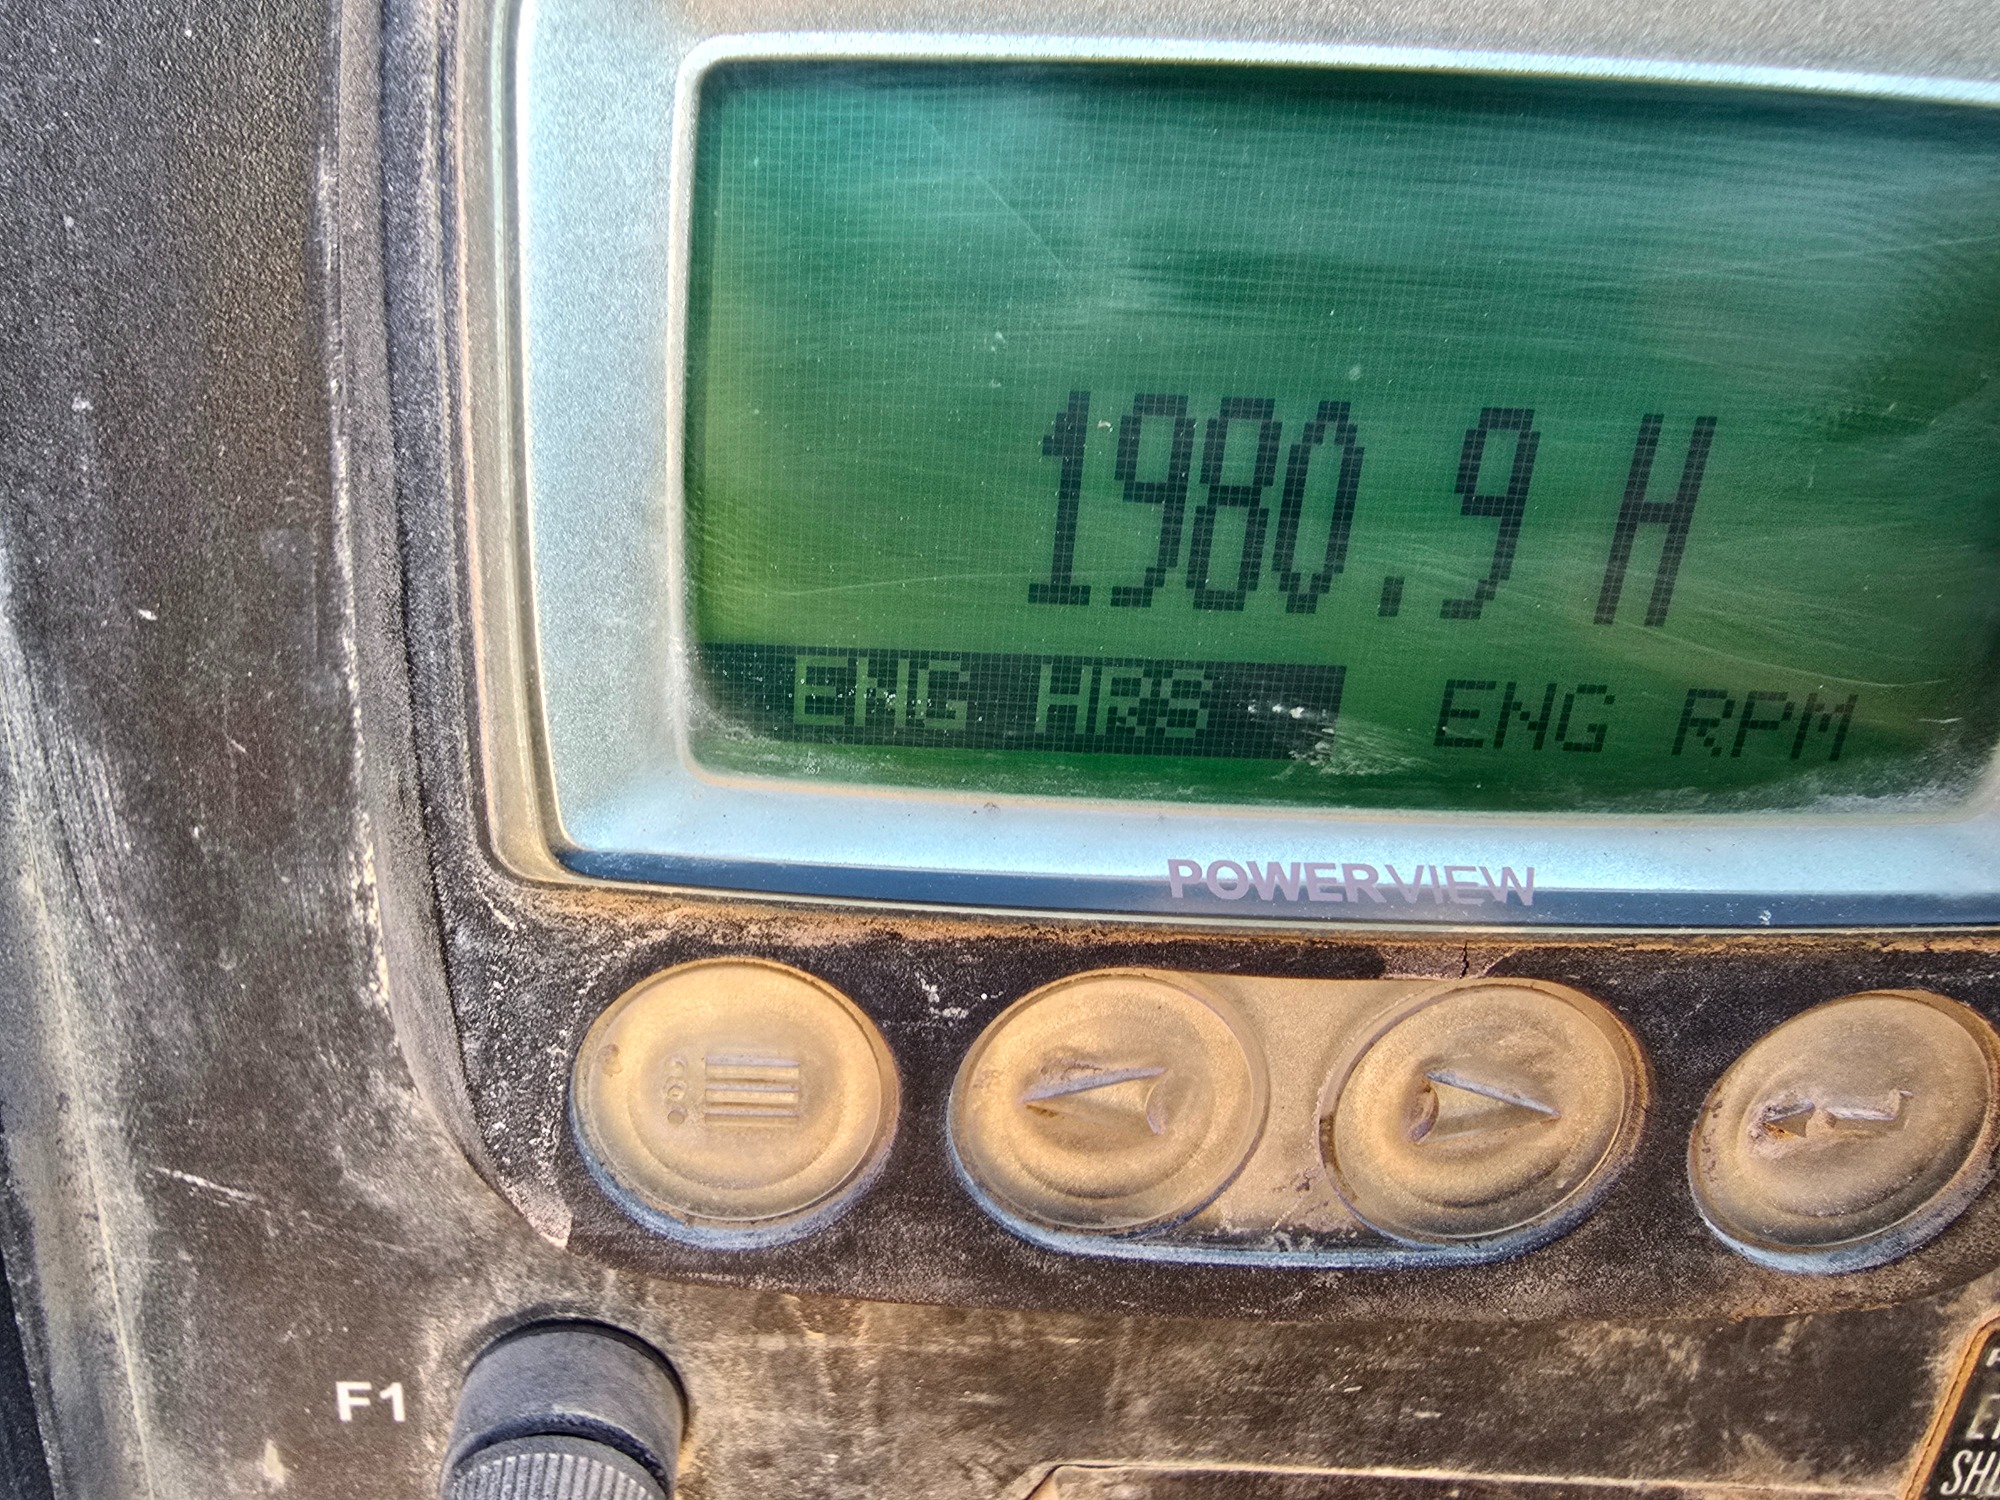 1980.9 H
ENG HRS ENG RPM
POWERVIEW
F1